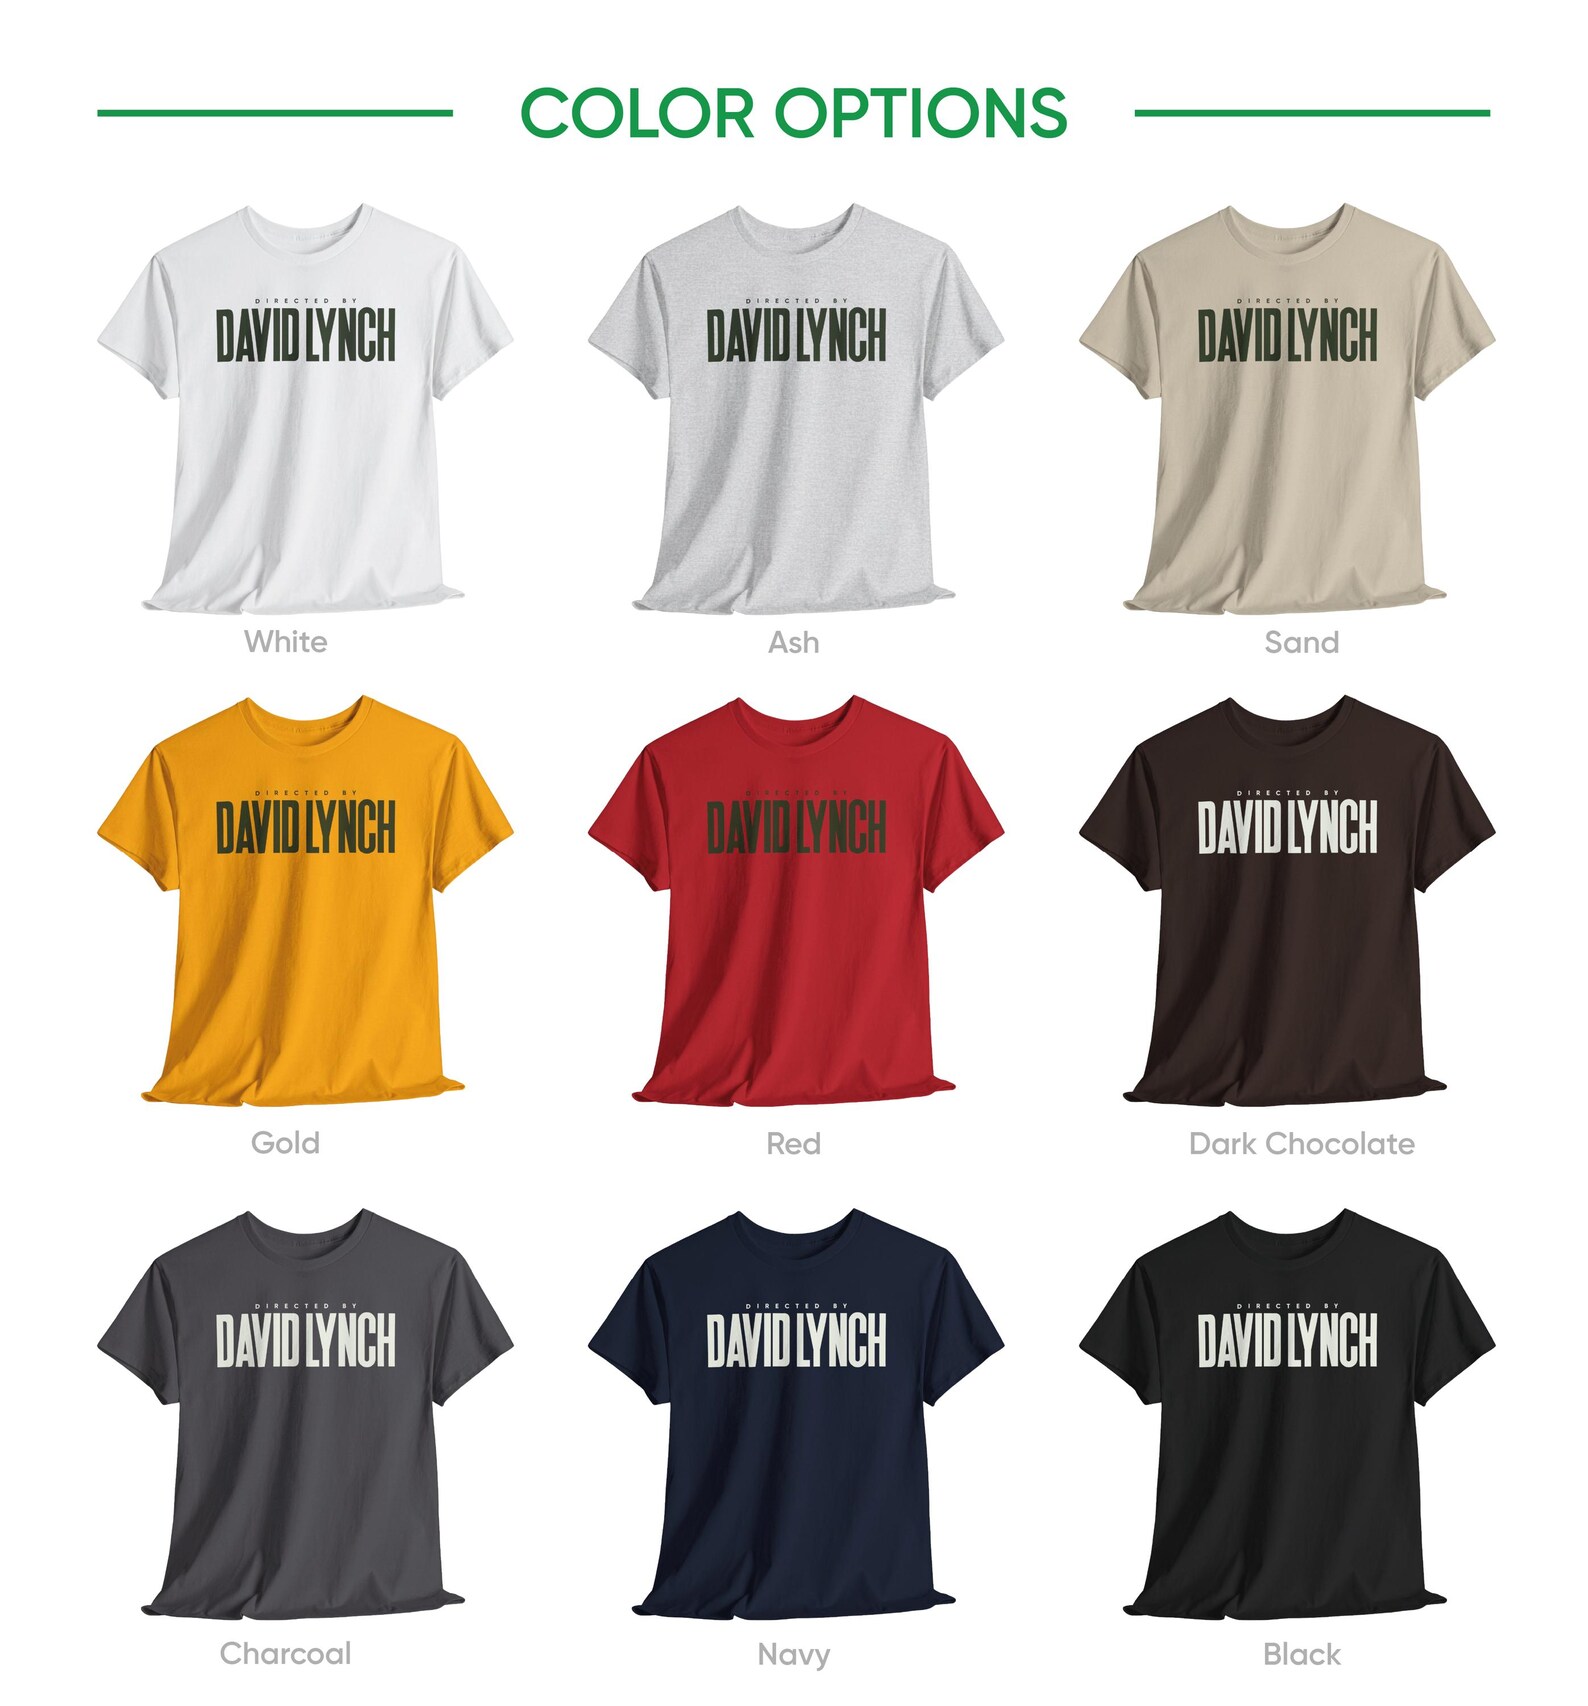 COLOR OPTIONS
DIRECTED BY
DAVID LYNCH
White
DIRECTED BY
DAVID LYNCH
Ash
DIRECTED BY
DAVID LYNCH
Sand
DIRECTED BY
DAVID LYNCH
Gold
DIRECTED BY
DAVID LYNCH
Red
DIRECTED BY
DAVID LYNCH
Dark Chocolate
DIRECTED BY
DAVID LYNCH
Charcoal
DIRECTED BY
DAVID LYNCH
Navy
DIRECTED BY
DAVID LYNCH
Black